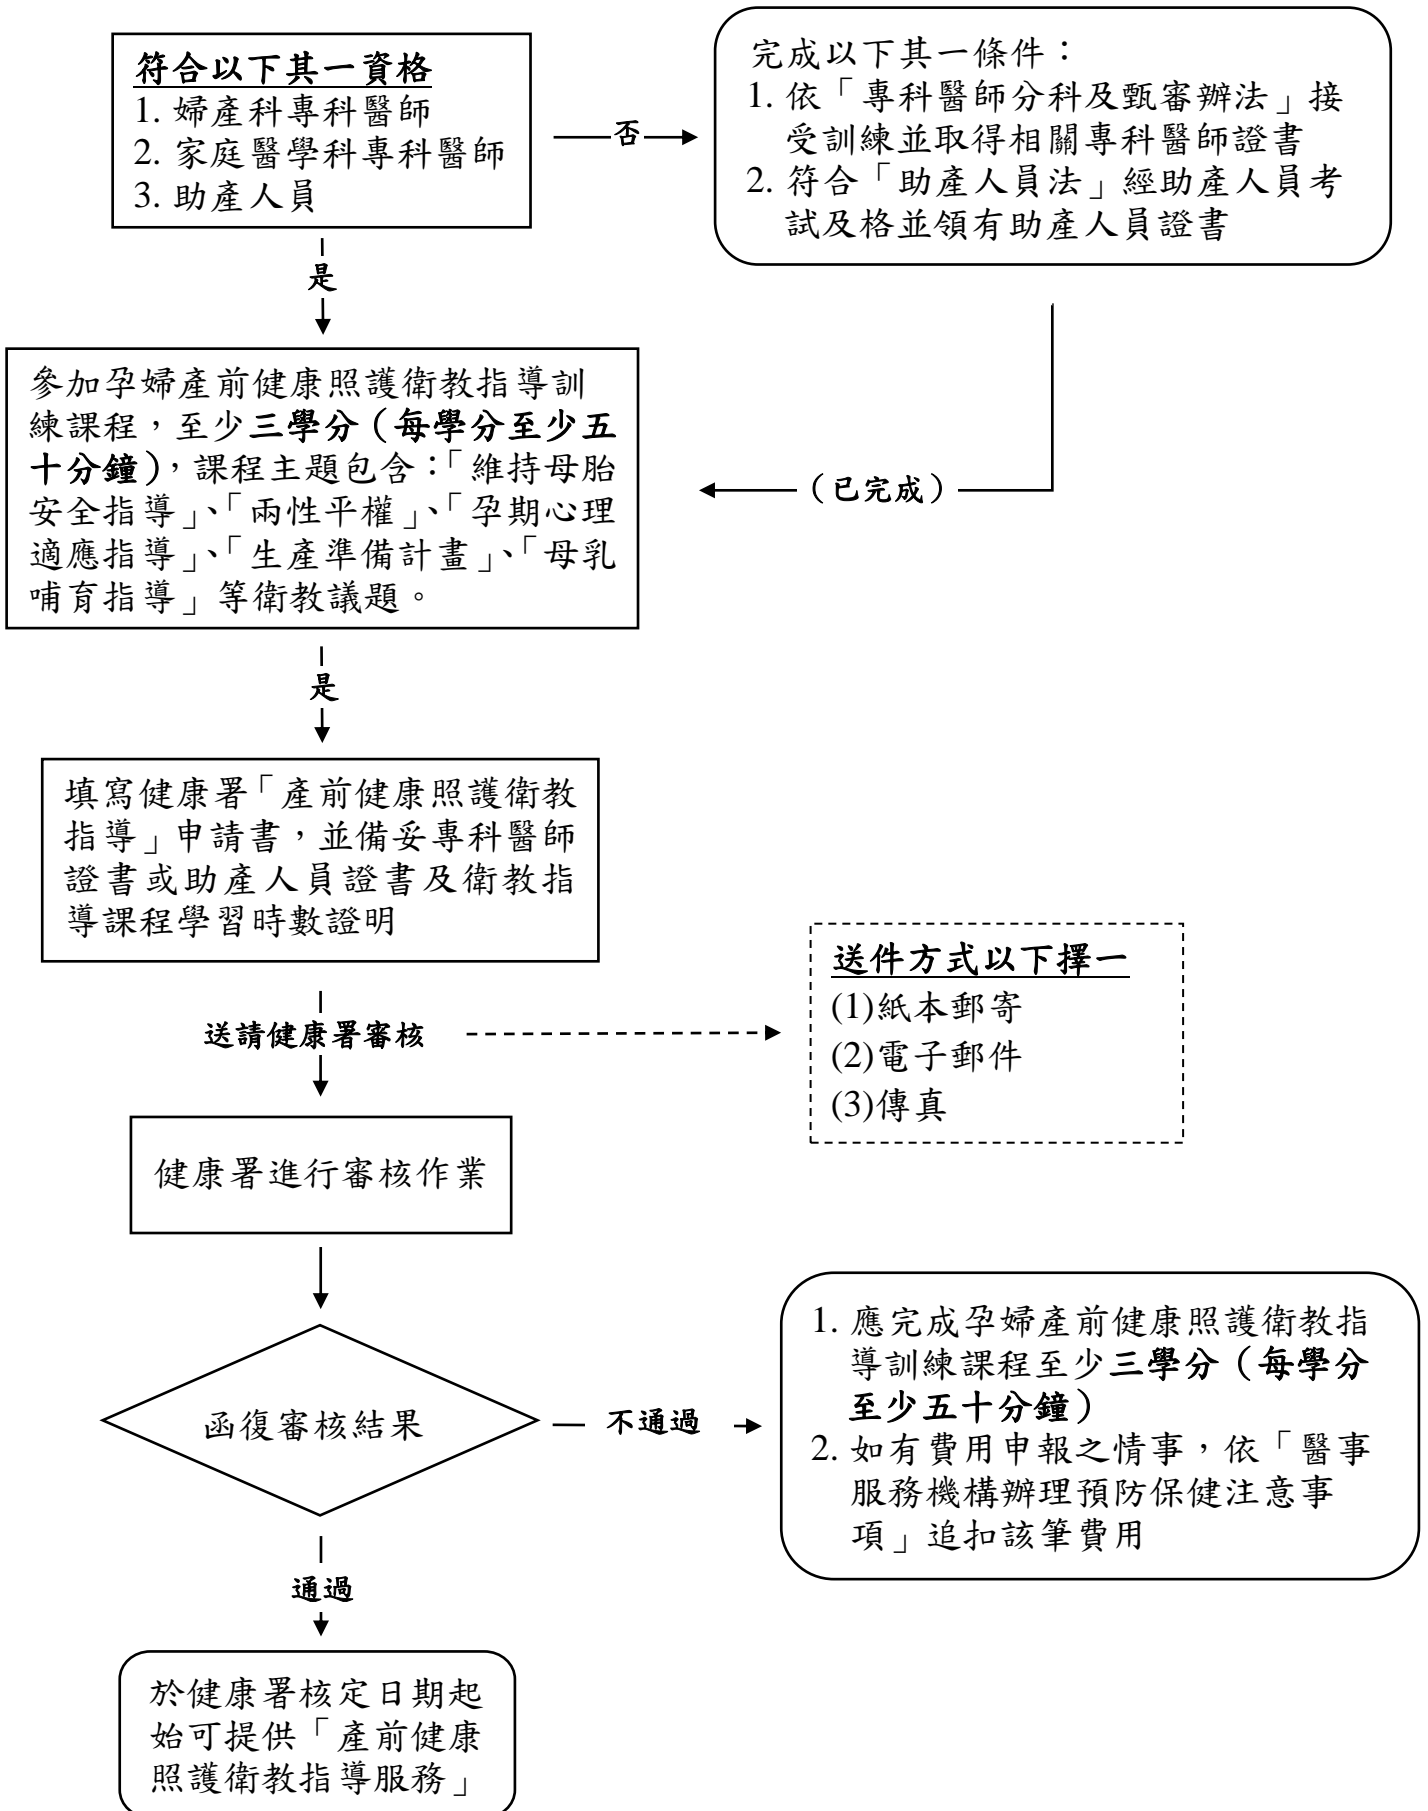 符合以下其一資格
1. 婦產科專科醫師
2. 家庭醫學科專科醫師
3. 助產人員
否
完成以下其一條件：
1. 依「專科醫師分科及甄審辦法」接
受訓練並取得相關專科醫師證書
2. 符合「助產人員法」經助產人員考
試及格並領有助產人員證書
是
（已完成）
參加孕婦產前健康照護衛教指導訓
練課程，至少三學分（每學分至少五
十分鐘），課程主題包含：「維持母胎
安全指導」、「兩性平權」、「孕期心理
適應指導」、「生產準備計畫」、「母乳
哺育指導」等衛教議題。
是
填寫健康署「產前健康照護衛教
指導」申請書，並備妥專科醫師
證書或助產人員證書及衛教指
導課程學習時數證明
送請健康署審核
送件方式以下擇一
(1)紙本郵寄
(2)電子郵件
(3)傳真
健康署進行審核作業
函復審核結果
不通過
1. 應完成孕婦產前健康照護衛教指
導訓練課程至少三學分（每學分
至少五十分鐘）
2. 如有費用申報之情事，依「醫事
服務機構辦理預防保健注意事
項」追扣該筆費用
通過
於健康署核定日期起
始可提供「產前健康
照護衛教指導服務」